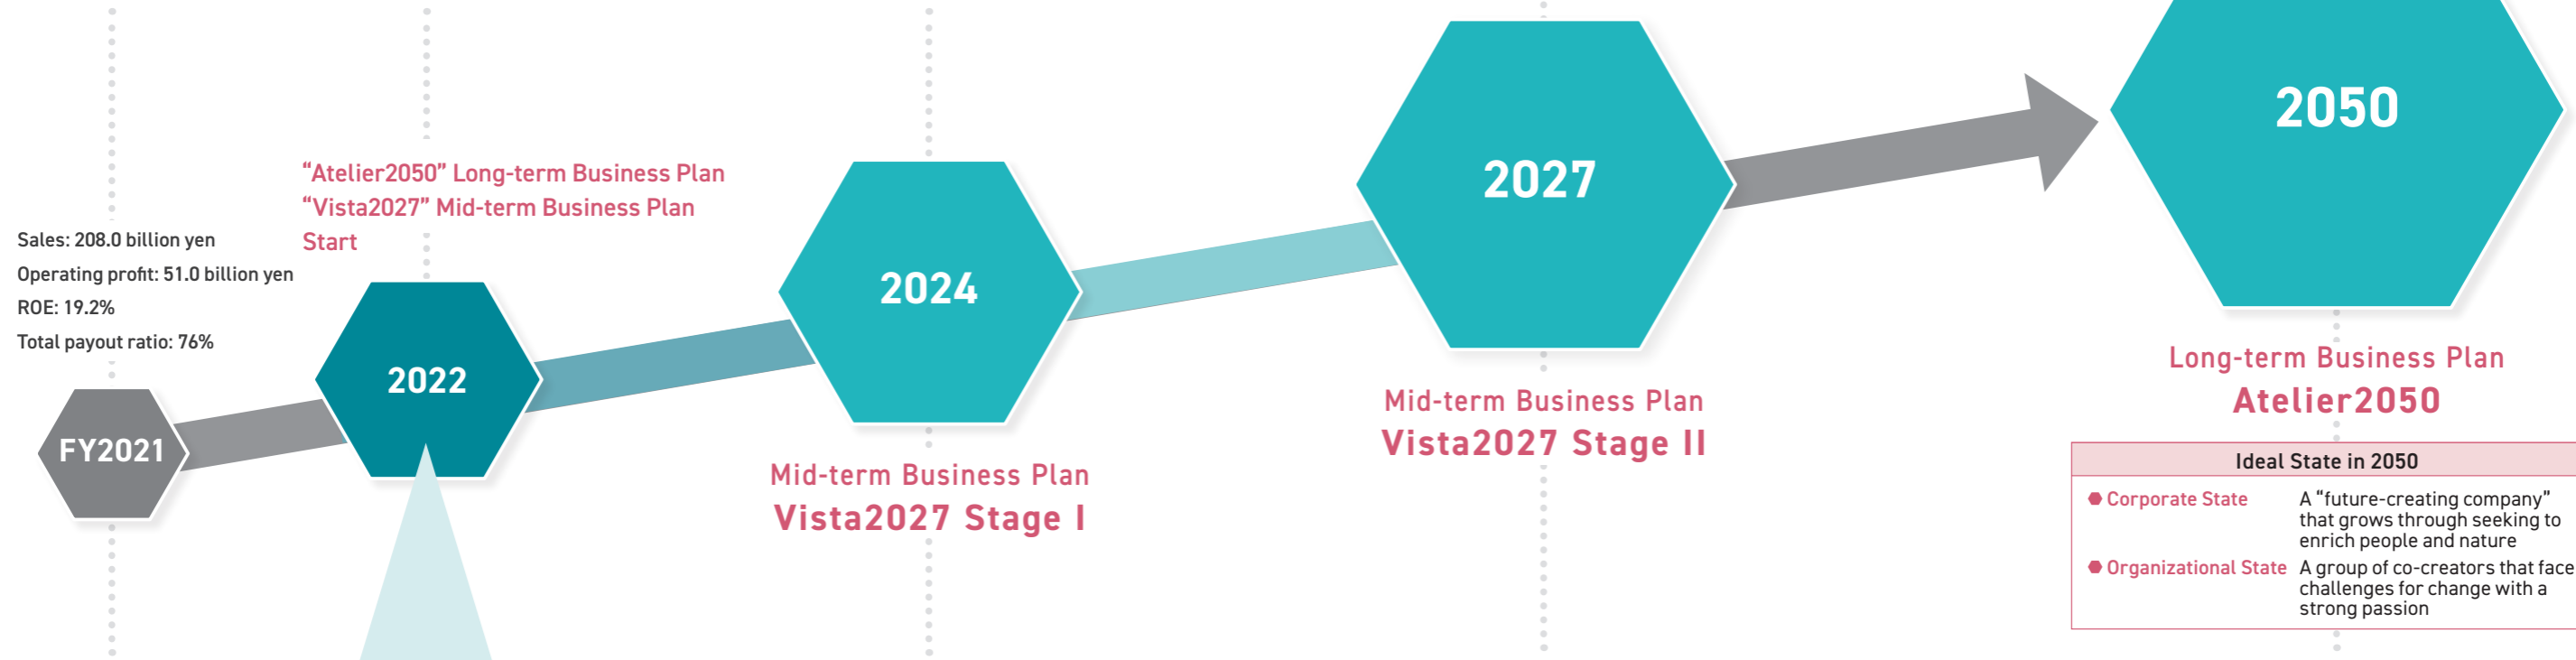 Sales: 208.0 billion yen
Operating profit: 51.0 billion yen
ROE: 19.2%
Total payout ratio: 76%
FY2021
“Atelier2050” Long-term Business Plan
“Vista2027” Mid-term Business Plan
Start
2022
2024
Mid-term Business Plan
Vista2027 Stage I
2027
Mid-term Business Plan
Vista2027 Stage II
2050
Long-term Business Plan
Atelier2050
Ideal State in 2050
Corporate State
A “future-creating company”
that grows through seeking to
enrich people and nature
Organizational State
A group of co-creators that face
challenges for change with a
strong passion